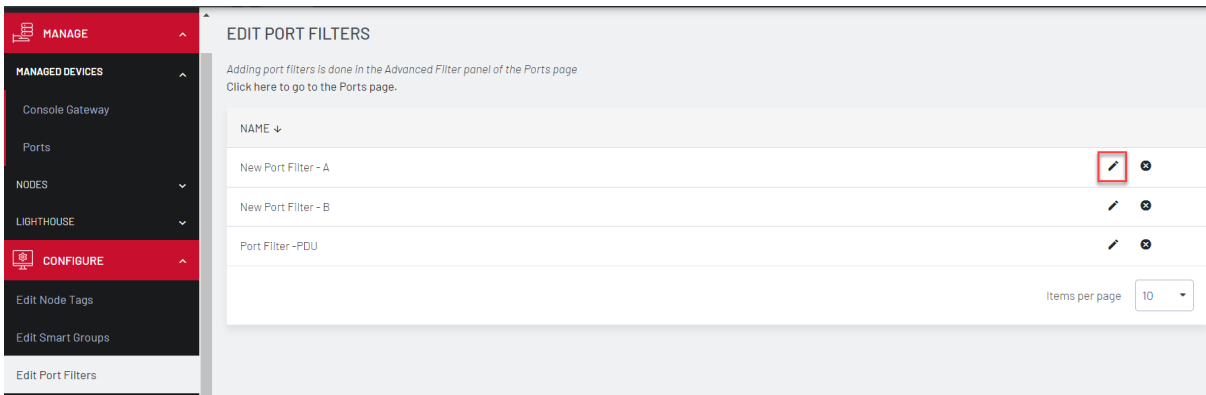 MANAGE
MANAGED DEVICES
Console Gateway
Ports
NODES
LIGHTHOUSE
CONFIGURE
Edit Node Tags
Edit Smart Groups
Edit Port Filters
EDIT PORT FILTERS
Adding port filters is done in the Advanced Filter panel of the Ports page
Click here to go to the Ports page.
NAME ↓
New Port Filter - A
New Port Filter - B
Port Filter -PDU
Items per page 10